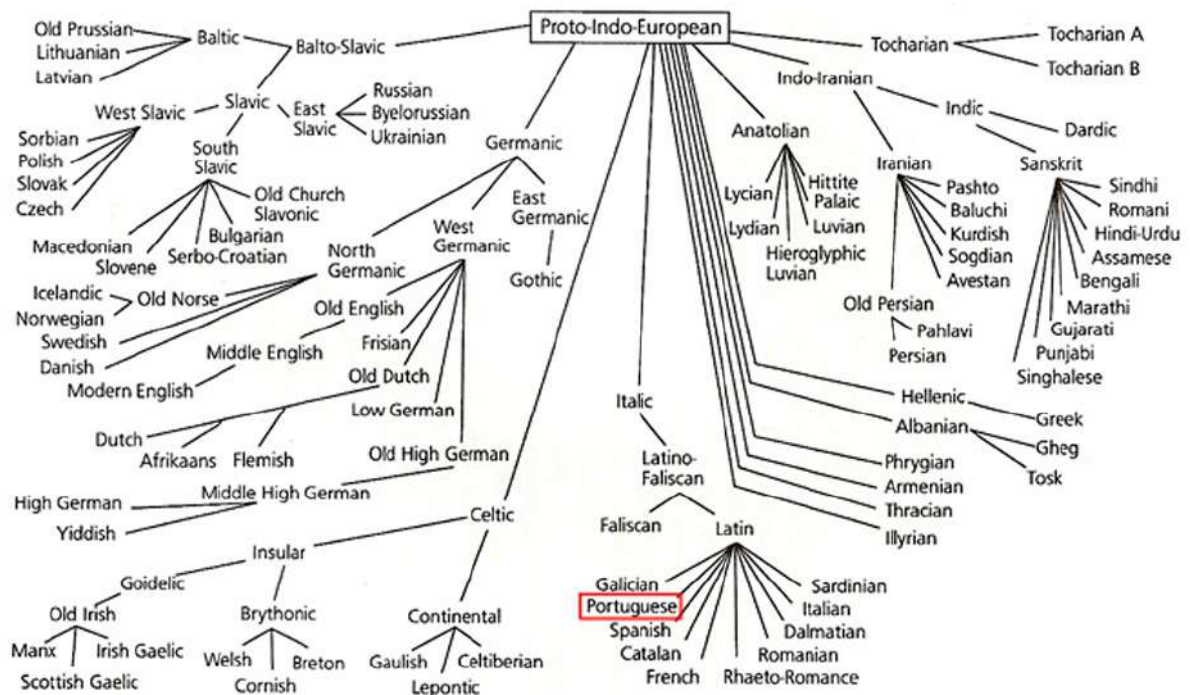 Proto-Indo-European
Old Prussian
Lithuanian
Latvian
Baltic
Balto-Slavic
West Slavic
Slavic
East
Slavic
Russian
Byelorussian
Ukrainian
Sorbian
Polish
Slovak
Czech
South
Slavic
Old Church
Slavonic
Bulgarian
Serbo-Croatian
Macedonian
Slovene
Germanic
North
Germanic
West
Germanic
East
Germanic
Gothic
Icelandic
Norwegian
Old Norse
Swedish
Danish
Old English
Middle English
Modern English
Frisian
Old Dutch
Low German
Dutch
Afrikaans
Flemish
Old High German
Middle High German
High German
Yiddish
Celtic
Insular
Goidelic
Old Irish
Manx
Irish Gaelic
Scottish Gaelic
Brythonic
Welsh
Breton
Cornish
Continental
Gaulish
Celtiberian
Lepontic
Italic
Latino-
Faliscan
Faliscan
Latin
Galician
Portuguese
Spanish
Catalan
French
Sardinian
Italian
Dalmatian
Romanian
Rhaeto-Romance
Anatolian
Lycian
Lydian
Hieroglyphic
Luvian
Hittite
Palaic
Luvian
Tocharian
Tocharian A
Tocharian B
Indo-Iranian
Indic
Dardic
Iranian
Pashto
Baluchi
Kurdish
Sogdian
Avestan
Old Persian
Pahlavi
Persian
Sanskrit
Sindhi
Romani
Hindi-Urdu
Assamese
Bengali
Marathi
Gujarati
Punjabi
Singhalese
Hellenic
Greek
Albanian
Gheg
Tosk
Phrygian
Armenian
Thracian
Illyrian